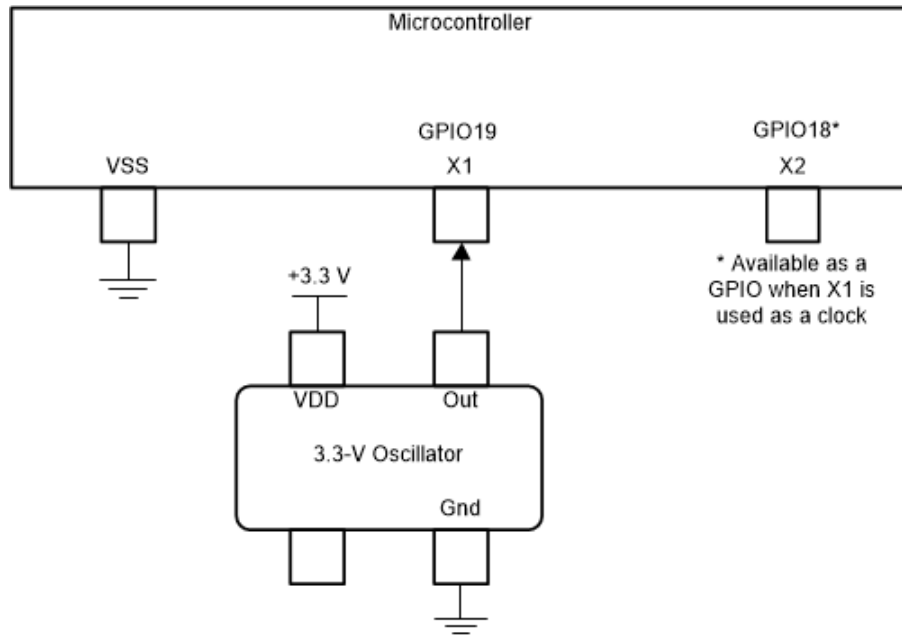 Microcontroller
GPIO19
GPIO18*
VSS
X1
X2
* Available as a
GPIO when X1 is
used as a clock
+3.3 V
VDD
Out
3.3-V Oscillator
Gnd